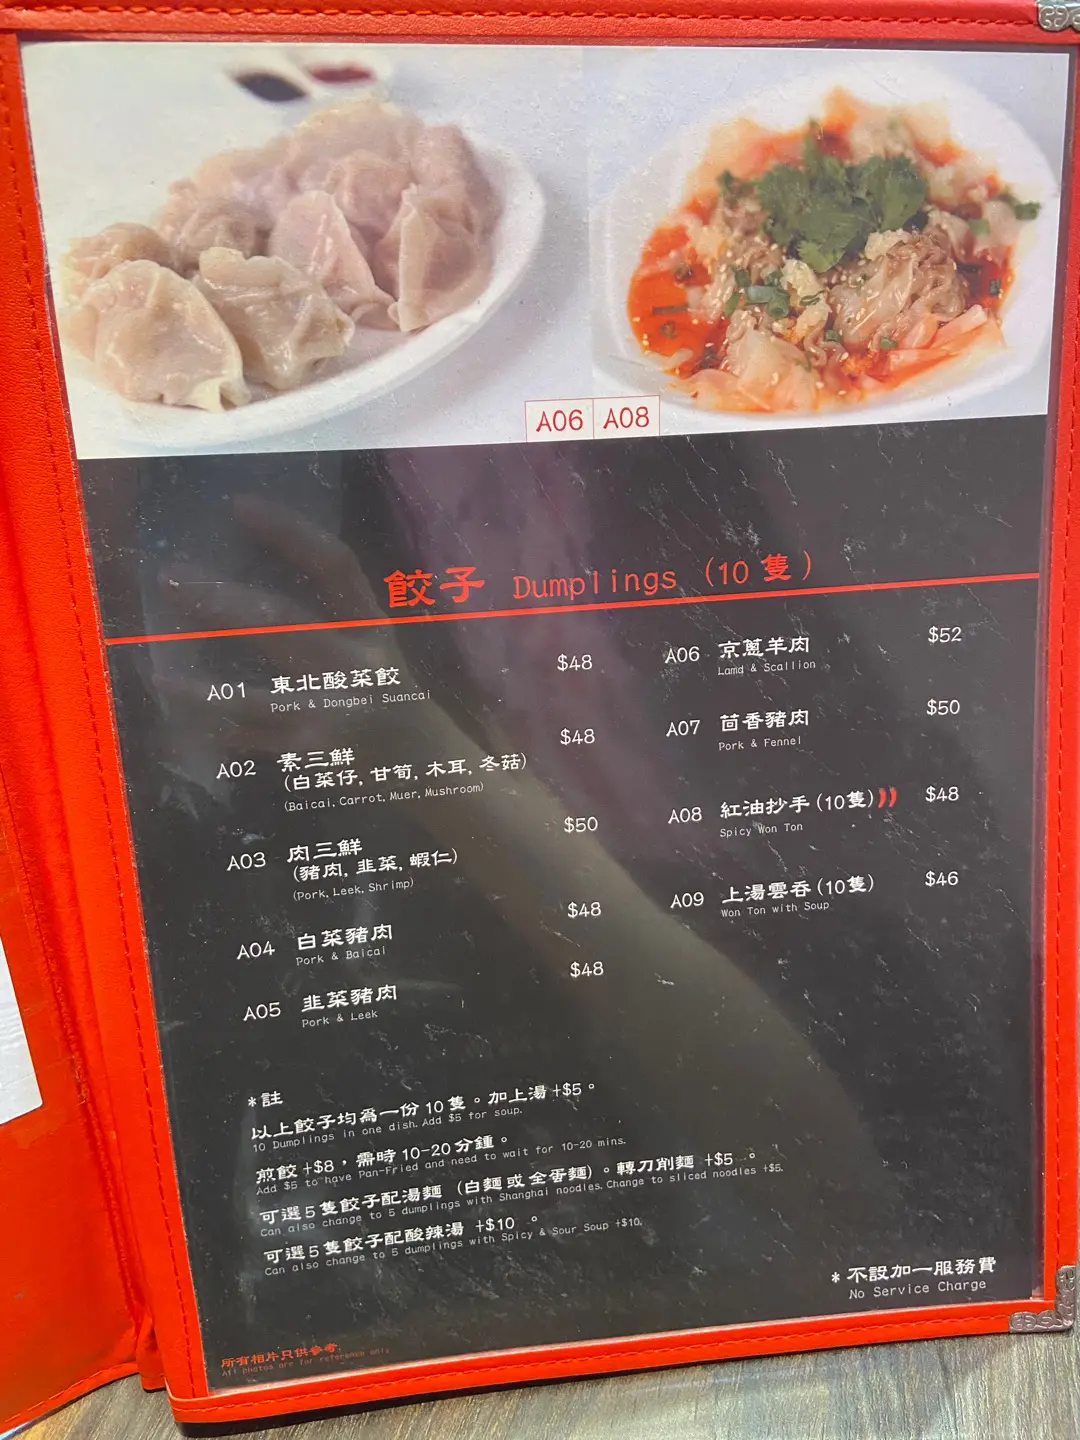 A06 A08
餃子 Dumplings (10 隻)
A01 東北酸菜餃 $48
Pork & Dongbei Suancai
A02 素三鮮 $48
(白菜仔, 甘筍, 木耳, 冬菇)
(Baicai, Carrot, Muer, Mushroom)
A03 肉三鮮 $50
(豬肉, 韭菜, 蝦仁)
(Pork, Leek, Shrimp)
A04 白菜豬肉 $48
Pork & Baicai
A05 韭菜豬肉 $48
Pork & Leek
A06 京蔥羊肉 $52
Lamd & Scallion
A07 茴香豬肉 $50
Pork & Fennel
A08 紅油抄手 (10隻) $48
Spicy Won Ton
A09 上湯雲吞 (10隻) $46
Won Ton with Soup
*註
以上餃子均為一份 10 隻。加上湯 +$5。
10 Dumplings in one dish. Add $5 for soup.
煎餃 +$8，需時 10-20 分鍾。
Add $5 to have Pan-Fried and need to wait for 10-20 mins.
可選 5 隻餃子配湯麵 (白麵 或 全蛋麵)。轉刀削麵 +$5 。
Can also change to 5 dumplings with Shanghai noodles. Change to sliced noodles +$5.
可選 5 隻餃子配酸辣湯 +$10 。
Can also change to 5 dumplings with Spicy & Sour Soup +$10.
* 不設加一服務費
No Service Charge
所有相片只供參考.
All photos are for reference only